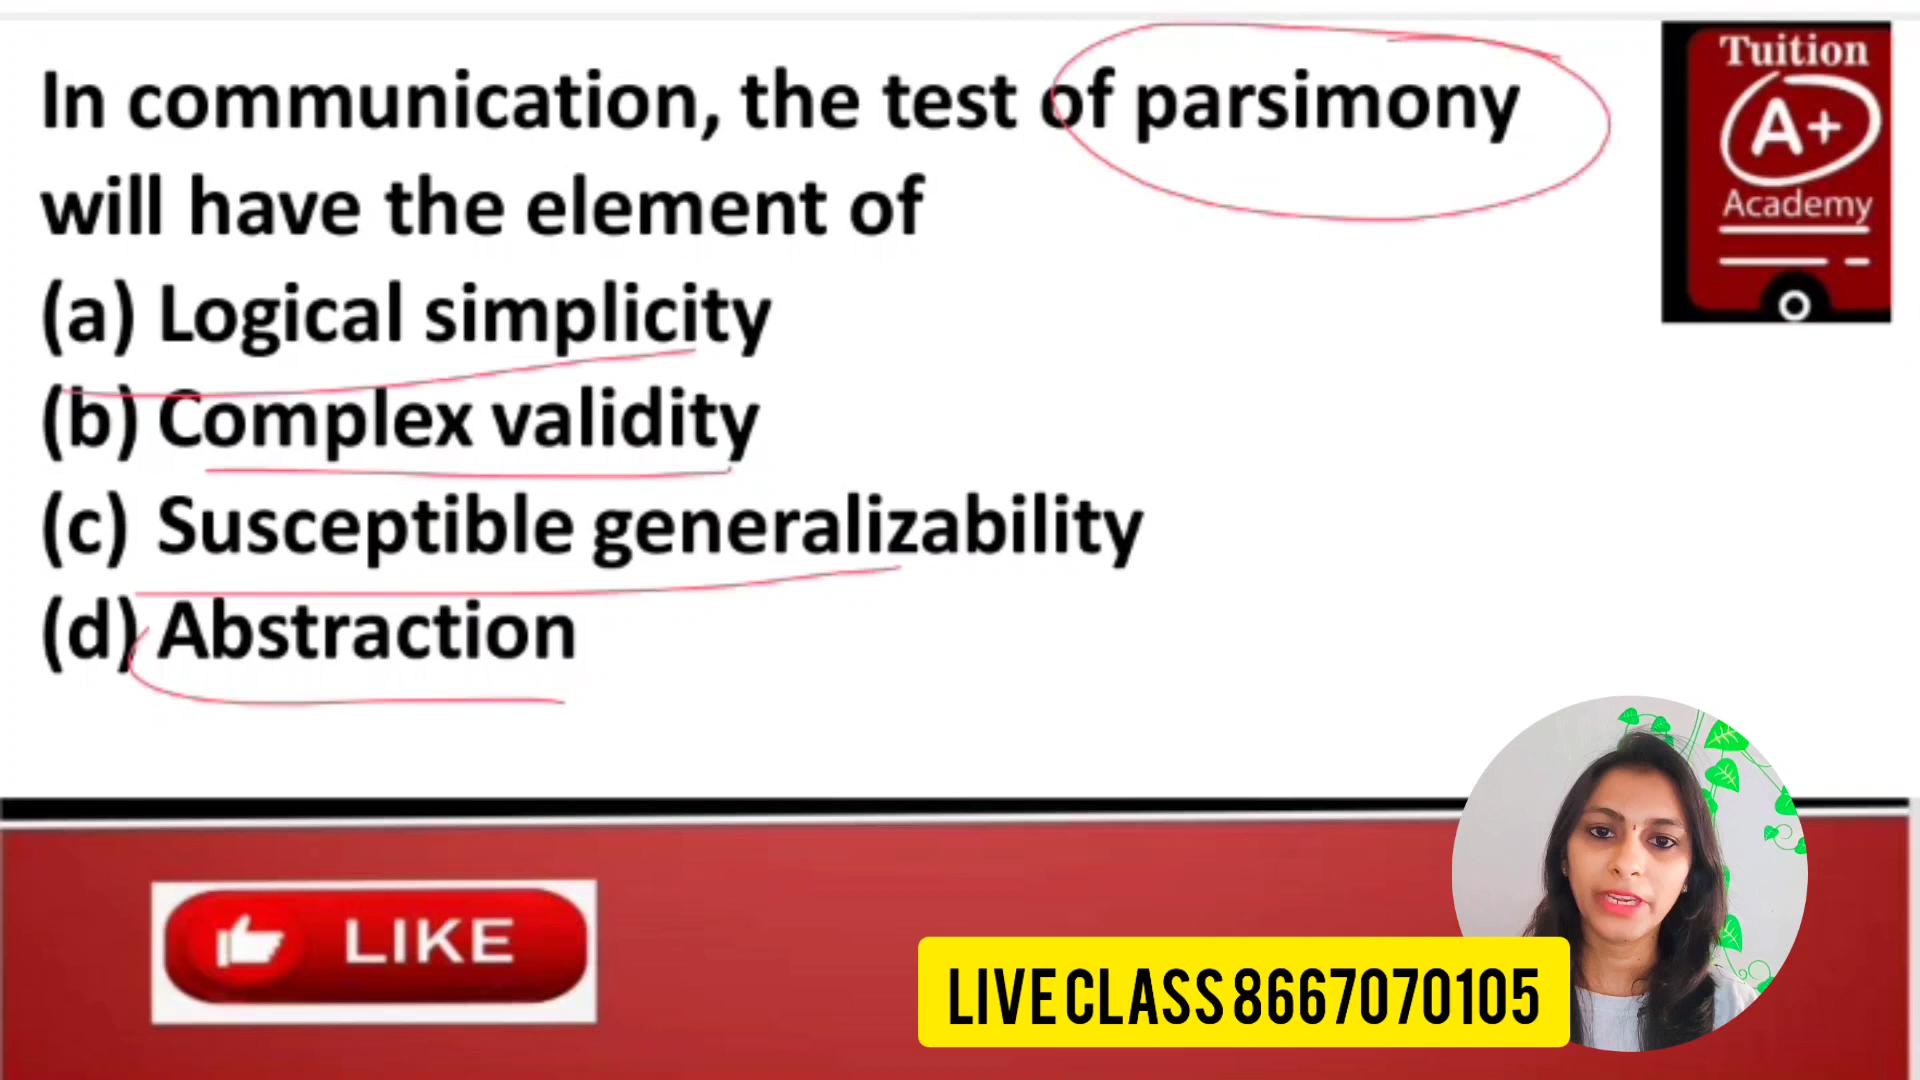 In communication, the test of parsimony
will have the element of
(a) Logical simplicity
(b) Complex validity
(c) Susceptible generalizability
(d) Abstraction
Tuition
A+
Academy
LIKE
LIVE CLASS 8667070105